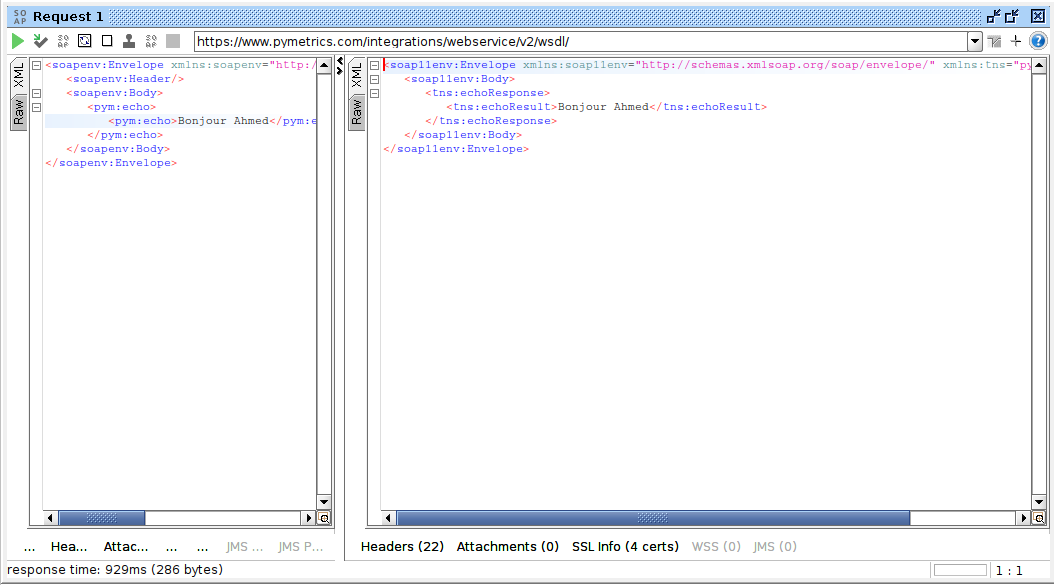 SO
AP
Request 1
SO
AP
SO
AP
https://www.pymetrics.com/integrations/webservice/v2/wsdl/
?
XML
Raw
<soapenv:Envelope xmlns:soapenv="http:/
<soapenv:Header/>
<soapenv:Body>
<pym:echo>
<pym:echo>Bonjour Ahmed</pym:e
</pym:echo>
</soapenv:Body>
</soapenv:Envelope>
XML
Raw
<soap11env:Envelope xmlns:soap11env="http://schemas.xmlsoap.org/soap/envelope/" xmlns:tns="py
<soap11env:Body>
<tns:echoResponse>
<tns:echoResult>Bonjour Ahmed</tns:echoResult>
</tns:echoResponse>
</soap11env:Body>
</soap11env:Envelope>
... Hea... Attac... ... ... JMS ... JMS P...
Headers (22) Attachments (0) SSL Info (4 certs) WSS (0) JMS (0)
response time: 929ms (286 bytes)
1 : 1